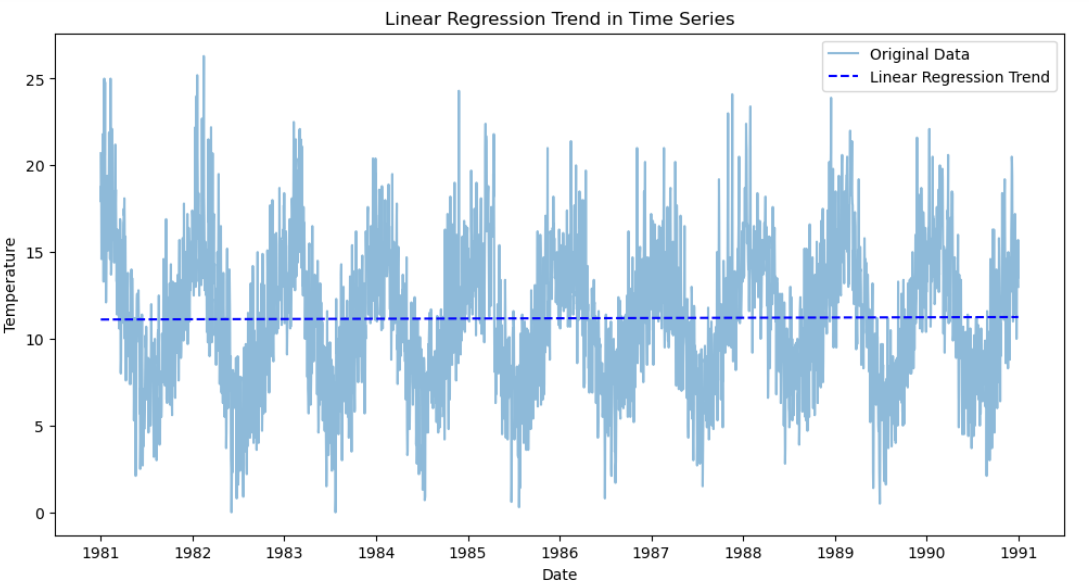 Linear Regression Trend in Time Series
Original Data
Linear Regression Trend
25
20
15
10
5
0
Temperature
1981 1982 1983 1984 1985 1986 1987 1988 1989 1990 1991
Date